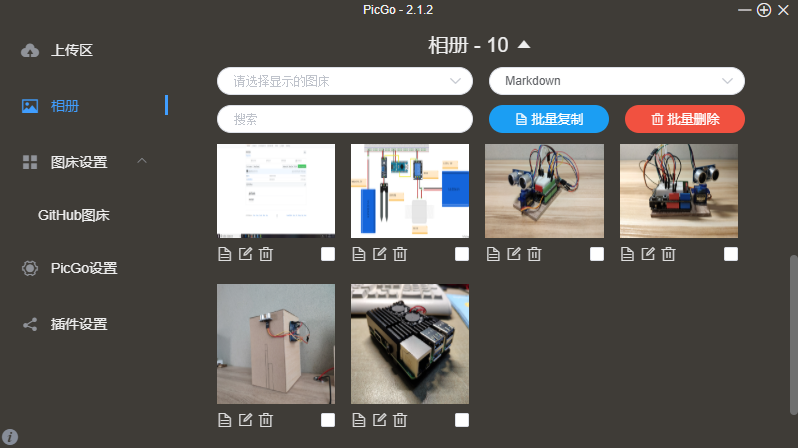 PicGo - 2.1.2
上传区
相册
图床设置
GitHub图床
PicGo设置
插件设置
相册 - 10
请选择显示的图床
Markdown
搜索
批量复制
批量删除